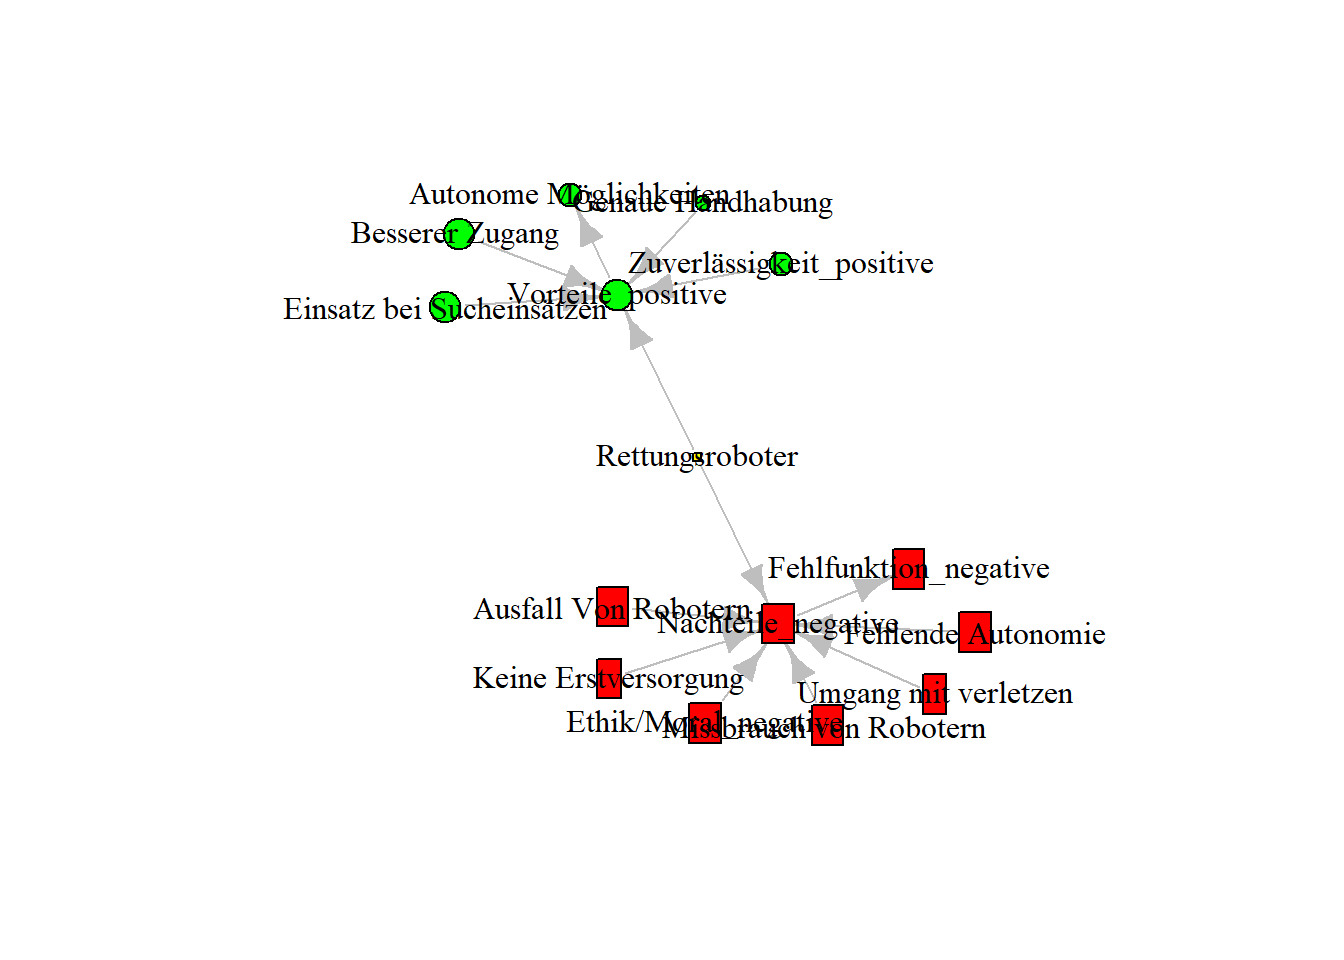 Autonome Möglichkeiten
Genaue Handhabung
Besserer Zugang
Zuverlässigkeit_positive
Vorteile_positive
Einsatz bei Sucheinsätzen
Rettungsroboter
Fehlfunktion_negative
Ausfall Von Robotern
Nachteile_negative
Fehlende Autonomie
Keine Erstversorgung
Umgang mit verletzen
Ethik/Moral_negative
Missbrauch von Robotern